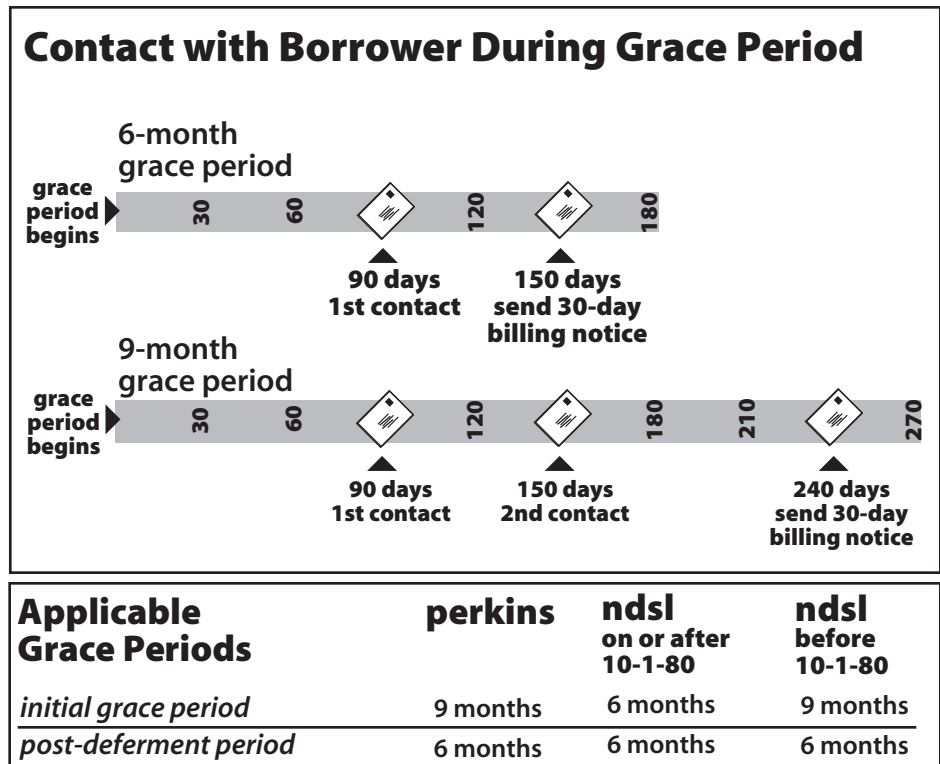 Contact with Borrower During Grace Period
6-month
grace period
grace
period
begins
30
60
120
180
90 days
1st contact
150 days
send 30-day
billing notice
9-month
grace period
grace
period
begins
30
60
120
180
210
270
90 days
1st contact
150 days
2nd contact
240 days
send 30-day
billing notice
Applicable
Grace Periods
perkins
ndsl
on or after
10-1-80
ndsl
before
10-1-80
initial grace period 9 months 6 months 9 months
post-deferment period 6 months 6 months 6 months